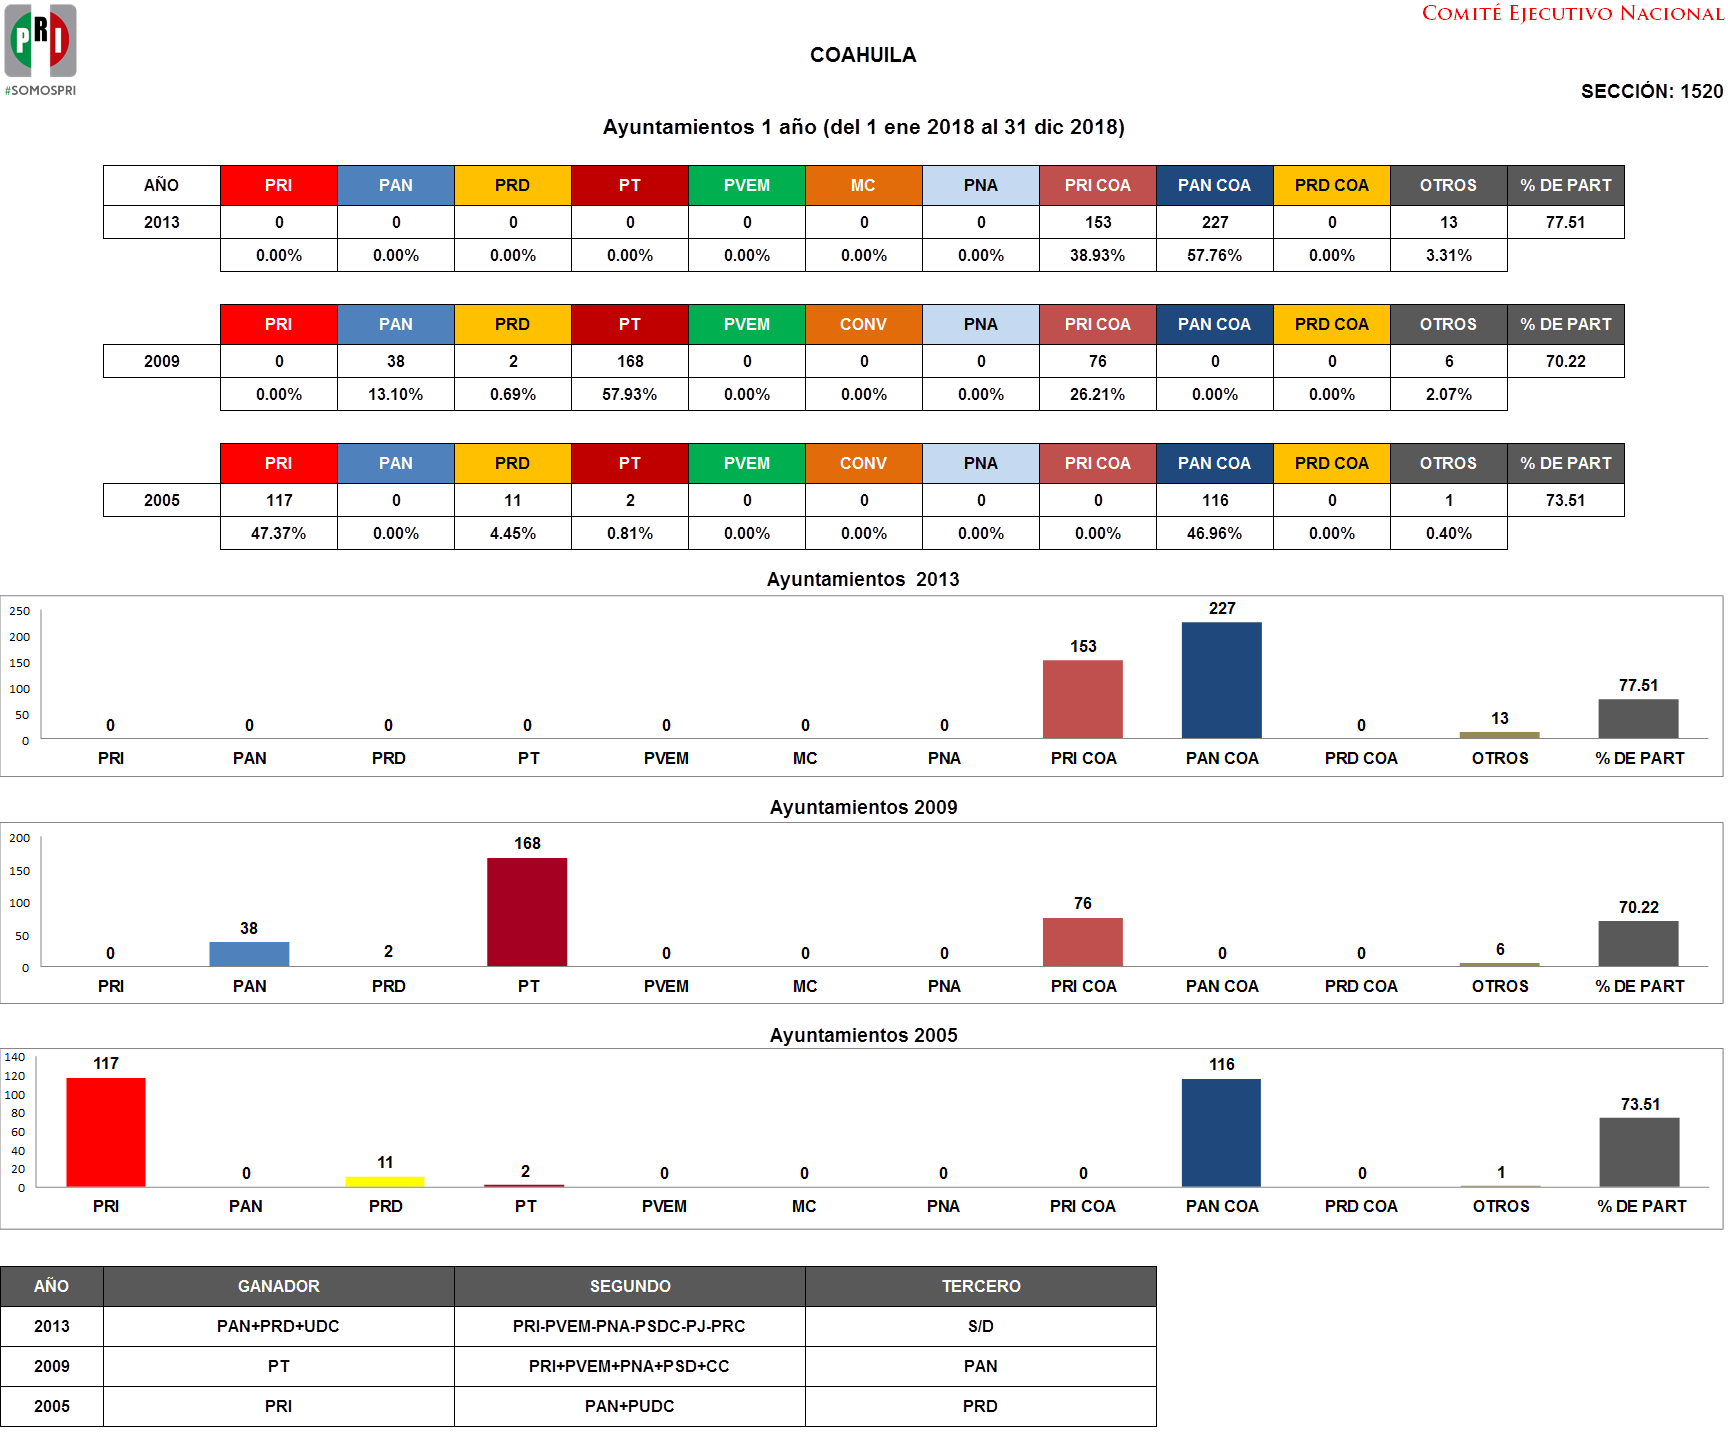 PRI
#SOMOSPRI
COMITÉ EJECUTIVO NACIONAL
COAHUILA
SECCIÓN: 1520
Ayuntamientos 1 año (del 1 ene 2018 al 31 dic 2018)
AÑO PRI PAN PRD PT PVEM MC PNA PRI COA PAN COA PRD COA OTROS % DE PART
2013 0 0 0 0 0 0 0 153 227 0 13 77.51
0.00% 0.00% 0.00% 0.00% 0.00% 0.00% 0.00% 38.93% 57.76% 0.00% 3.31%
PRI PAN PRD PT PVEM CONV PNA PRI COA PAN COA PRD COA OTROS % DE PART
2009 0 38 2 168 0 0 0 76 0 0 6 70.22
0.00% 13.10% 0.69% 57.93% 0.00% 0.00% 0.00% 26.21% 0.00% 0.00% 2.07%
PRI PAN PRD PT PVEM CONV PNA PRI COA PAN COA PRD COA OTROS % DE PART
2005 117 0 11 2 0 0 0 0 116 0 1 73.51
47.37% 0.00% 4.45% 0.81% 0.00% 0.00% 0.00% 0.00% 46.96% 0.00% 0.40%
Ayuntamientos 2013
250
200
150
100
50
0
0 0 0 0 0 0 0 153 227 0 13 77.51
PRI PAN PRD PT PVEM MC PNA PRI COA PAN COA PRD COA OTROS % DE PART
Ayuntamientos 2009
200
150
100
50
0
0 38 2 168 0 0 0 76 0 0 6 70.22
PRI PAN PRD PT PVEM MC PNA PRI COA PAN COA PRD COA OTROS % DE PART
Ayuntamientos 2005
140
120
100
80
60
40
20
0
117 0 11 2 0 0 0 0 116 0 1 73.51
PRI PAN PRD PT PVEM MC PNA PRI COA PAN COA PRD COA OTROS % DE PART
AÑO GANADOR SEGUNDO TERCERO
2013 PAN+PRD+UDC PRI-PVEM-PNA-PSDC-PJ-PRC S/D
2009 PT PRI+PVEM+PNA+PSD+CC PAN
2005 PRI PAN+PUDC PRD